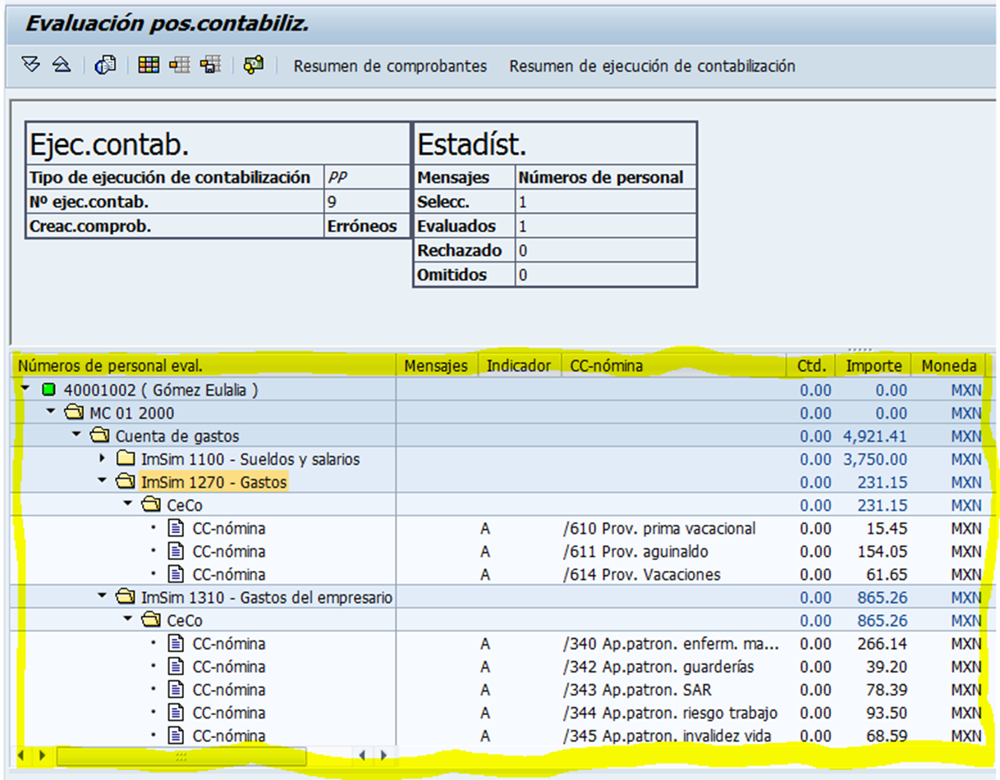 Evaluación pos.contabiliz.
Resumen de comprobantes Resumen de ejecución de contabilización
Ejec.contab. Estadíst.
Tipo de ejecución de contabilización PP Mensajes Números de personal
Nº ejec.contab. 9 Selecc. 1
Creac.comprob. Erróneos Evaluados 1
Rechazado 0
Omitidos 0
Números de personal eval. Mensajes Indicador CC-nómina Ctd. Importe Moneda
40001002 ( Gómez Eulalia ) 0.00 0.00 MXN
MC 01 2000 0.00 0.00 MXN
Cuenta de gastos 0.00 4,921.41 MXN
ImSim 1100 - Sueldos y salarios 0.00 3,750.00 MXN
ImSim 1270 - Gastos 0.00 231.15 MXN
CeCo 0.00 231.15 MXN
CC-nómina A /610 Prov. prima vacacional 0.00 15.45 MXN
CC-nómina A /611 Prov. aguinaldo 0.00 154.05 MXN
CC-nómina A /614 Prov. Vacaciones 0.00 61.65 MXN
ImSim 1310 - Gastos del empresario 0.00 865.26 MXN
CeCo 0.00 865.26 MXN
CC-nómina A /340 Ap.patron. enferm. ma... 0.00 266.14 MXN
CC-nómina A /342 Ap.patron. guarderías 0.00 39.20 MXN
CC-nómina A /343 Ap.patron. SAR 0.00 78.39 MXN
CC-nómina A /344 Ap.patron. riesgo trabajo 0.00 93.50 MXN
CC-nómina A /345 Ap.patron. invalidez vida 0.00 68.59 MXN